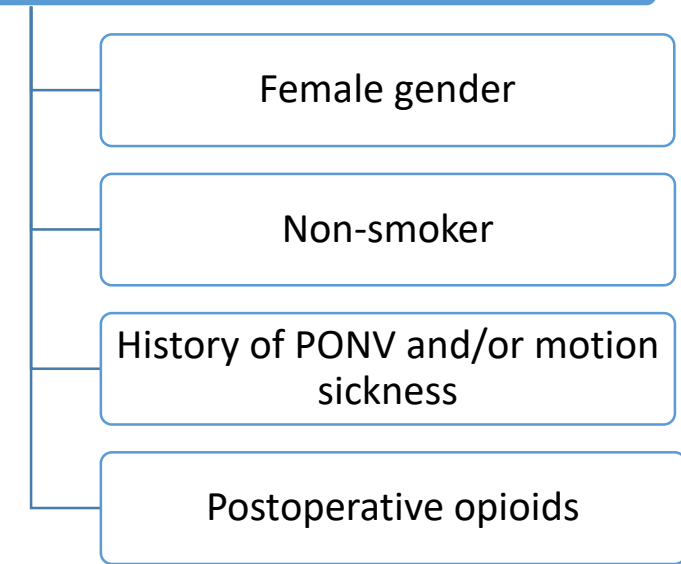 Female gender
Non-smoker
History of PONV and/or motion
sickness
Postoperative opioids